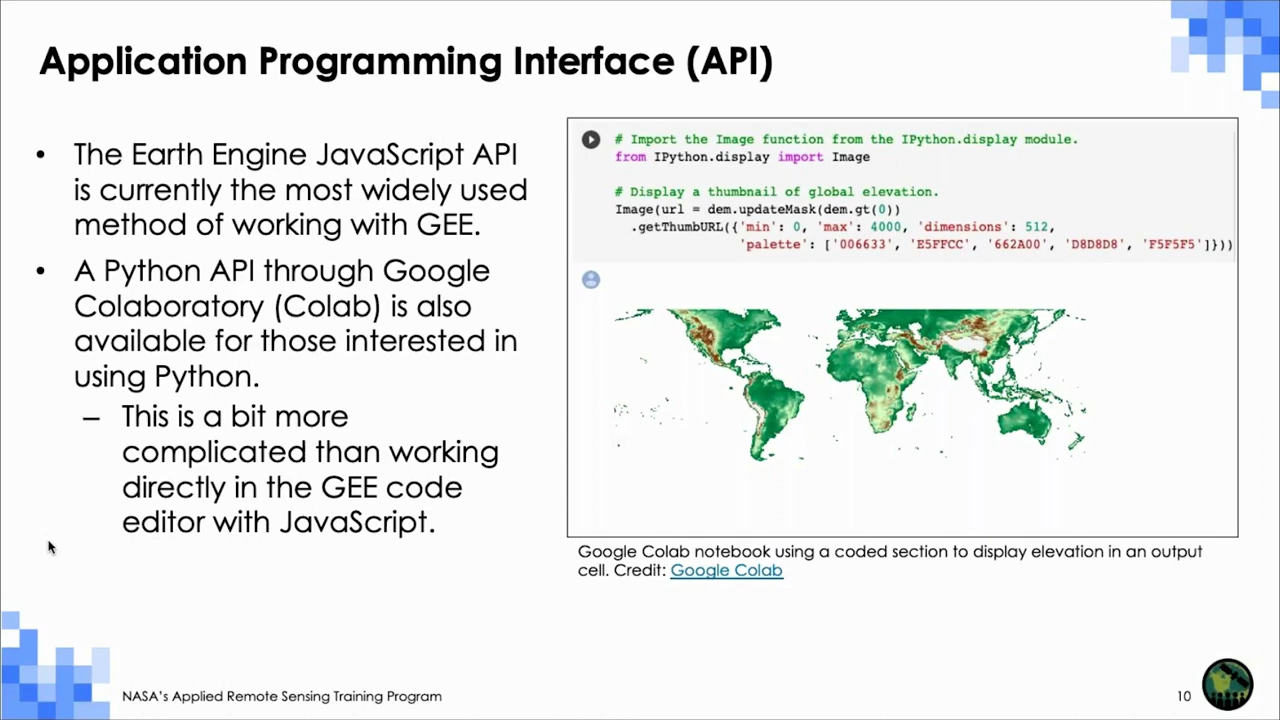 Application Programming Interface (API)
• The Earth Engine JavaScript API
is currently the most widely used
method of working with GEE.
• A Python API through Google
Colaboratory (Colab) is also
available for those interested in
using Python.
– This is a bit more
complicated than working
directly in the GEE code
editor with JavaScript.
# Import the Image function from the IPython.display module.
from IPython.display import Image
# Display a thumbnail of global elevation.
Image(url = dem.updateMask(dem.gt(0))
.getThumbURL({'min': 0, 'max': 4000, 'dimensions': 512,
'palette': ['006633', 'E5FFCC', '662A00', 'D8D8D8', 'F5F5F5']}))
Google Colab notebook using a coded section to display elevation in an output
cell. Credit: Google Colab
NASA's Applied Remote Sensing Training Program
10